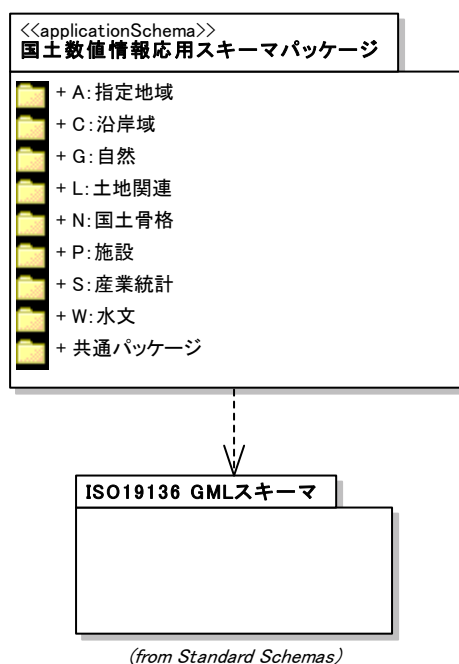 <<applicationSchema>>
国土数値情報応用スキーマパッケージ
+ A:指定地域
+ C:沿岸域
+ G:自然
+ L:土地関連
+ N:国土骨格
+ P:施設
+ S:産業統計
+ W:水文
+ 共通パッケージ
ISO19136 GMLスキーマ
(from Standard Schemas)